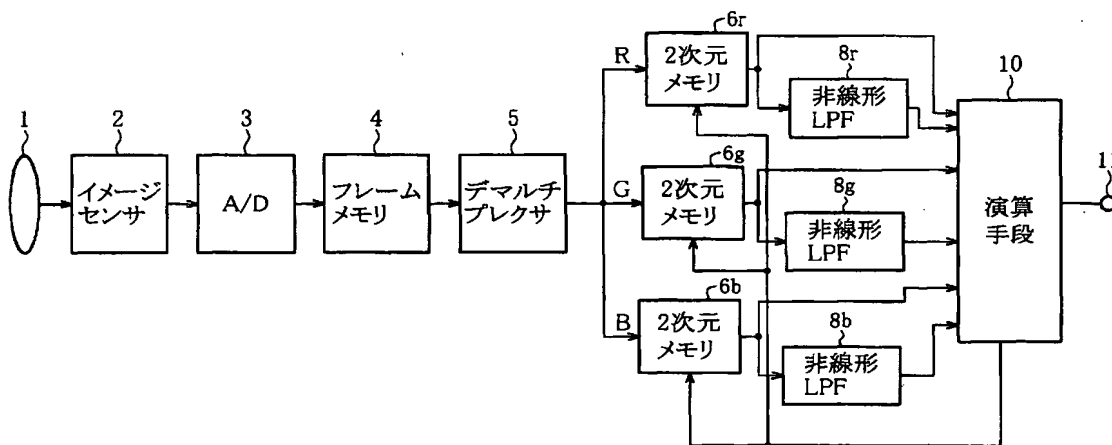 1
2
イメージ
センサ
3
A/D
4
フレーム
メモリ
5
デマルチ
プレクサ
R
6r
2次元
メモリ
8r
非線形
LPF
G
6g
2次元
メモリ
8g
非線形
LPF
B
6b
2次元
メモリ
8b
非線形
LPF
10
演算
手段
11